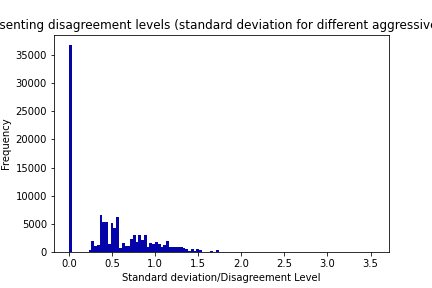 senting disagreement levels (standard deviation for different aggressive
35000
30000
25000
20000
15000
10000
5000
0
Frequency
0.0 0.5 1.0 1.5 2.0 2.5 3.0 3.5
Standard deviation/Disagreement Level